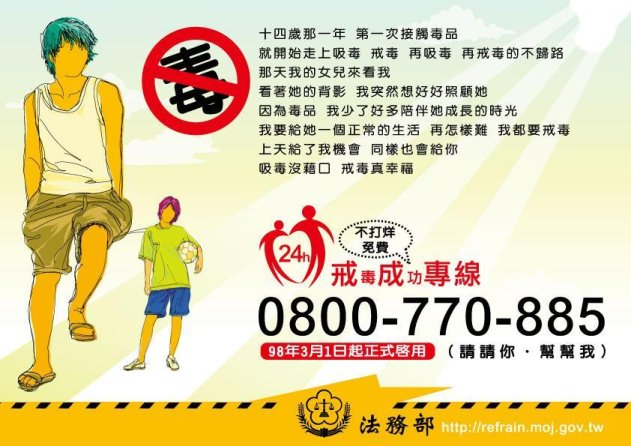 毒
十四歲那一年 第一次接觸毒品
就開始走上吸毒 戒毒 再吸毒 再戒毒的不歸路
那天我的女兒來看我
看著她的背影 我突然想好好照顧她
因為毒品 我少了好多陪伴她成長的時光
我要給她一個正常的生活 再怎樣難 我都要戒毒
上天給了我機會 同樣也會給你
吸毒沒藉口 戒毒真幸福
24h
不打烊
免費
戒毒成功專線
0800-770-885
98年3月1日起正式啓用 (請請你・幫幫我)
法務部 http://refrain.moj.gov.tw